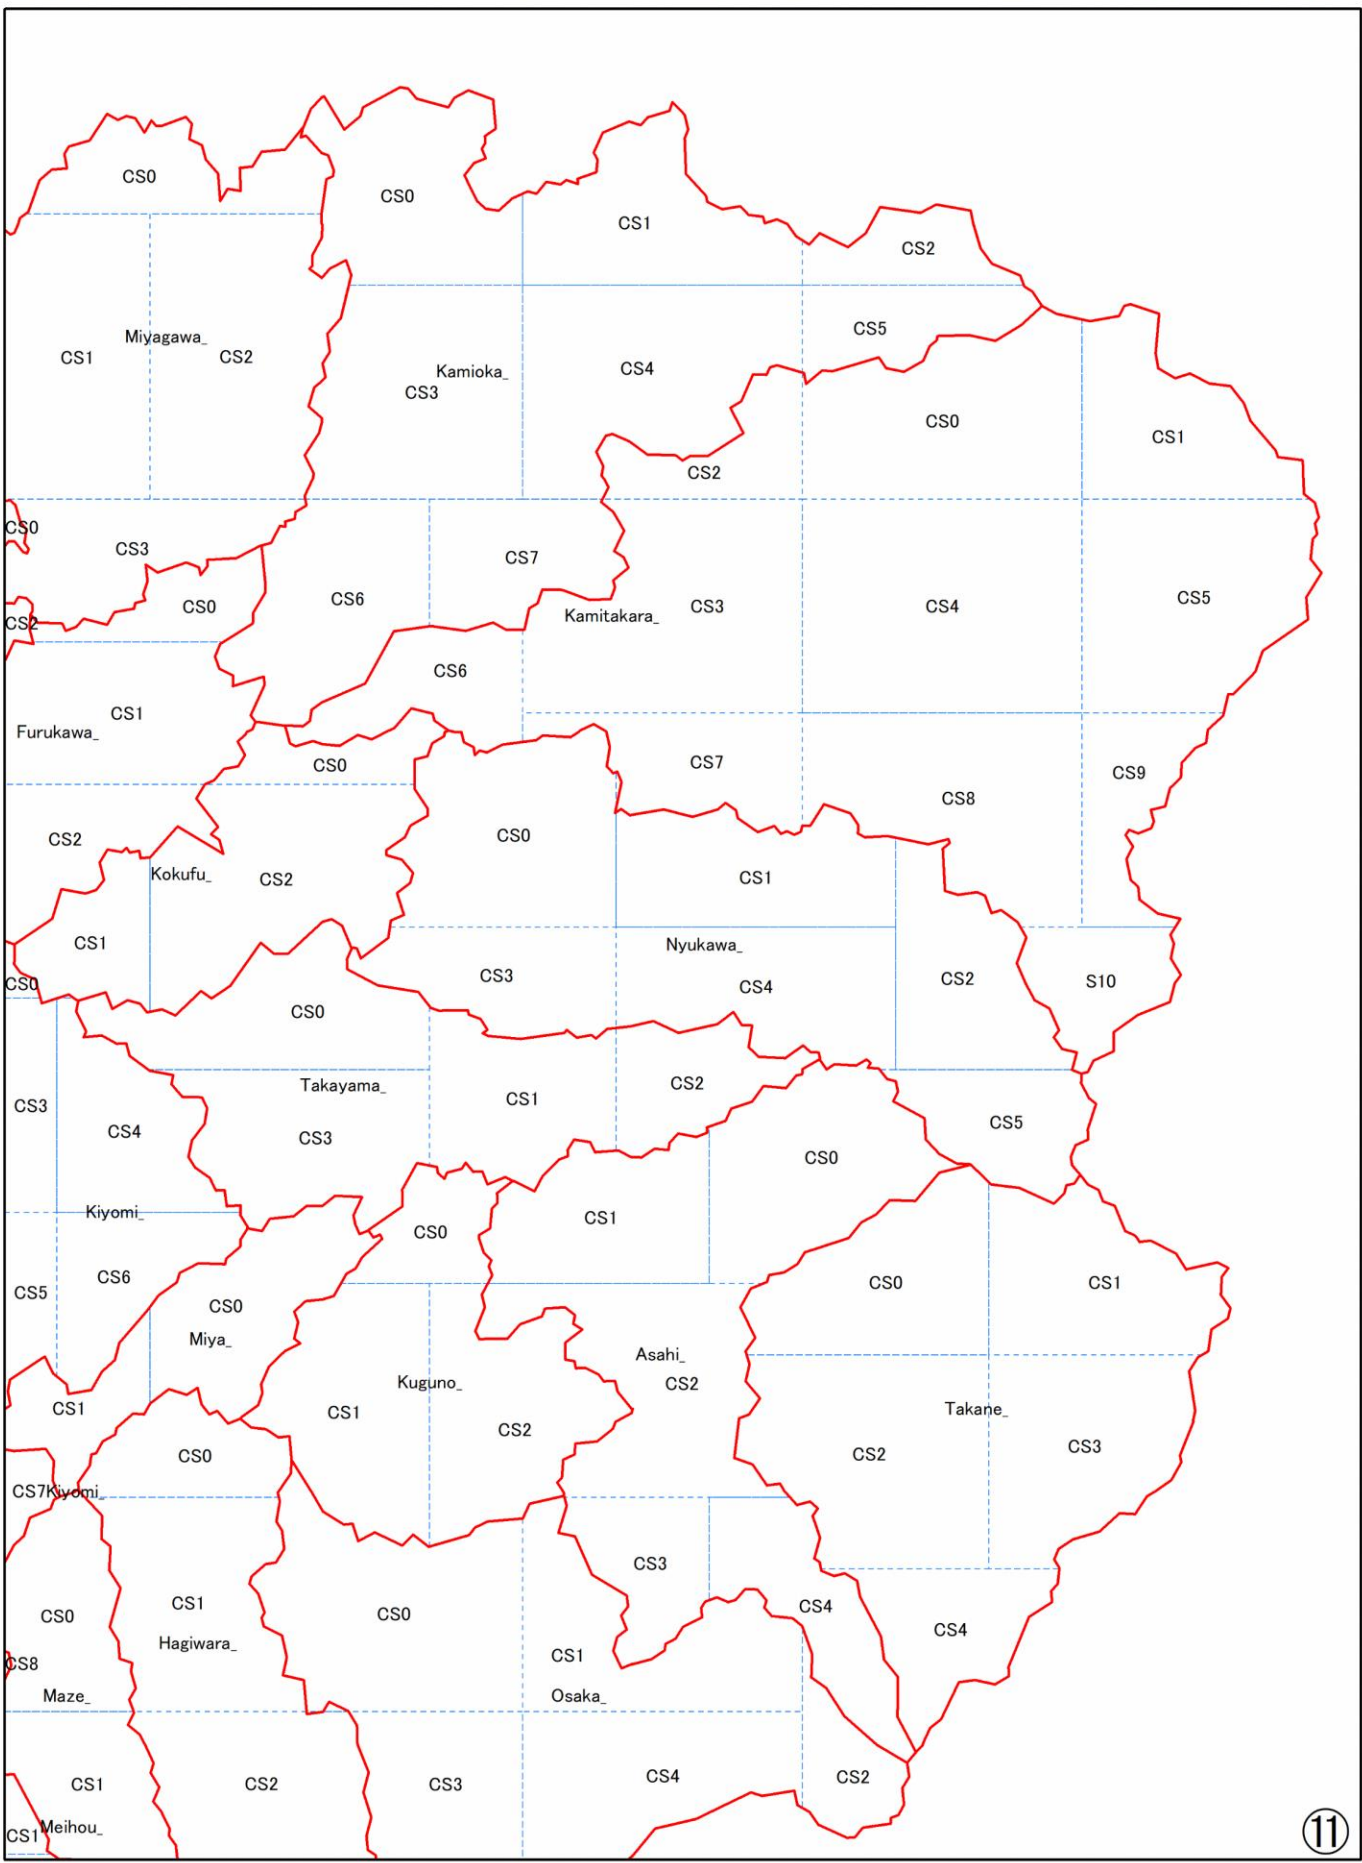 CS0
CS0
CS1
CS2
CS5
Miyagawa_
CS1
CS2
CS4
Kamioka_
CS3
CS0
CS1
CS2
CS0
CS3
CS7
CS6
CS0
Kamitakara_
CS3
CS4
CS5
CS2
CS6
CS1
Furukawa_
CS0
CS7
CS9
CS8
CS2
CS0
Kokufu_
CS2
CS1
CS1
Nyukawa_
CS3
CS4
CS2
S10
CS0
CS0
Takayama_
CS2
CS1
CS3
CS4
CS3
CS5
CS0
Kiyomi_
CS1
CS0
CS6
CS5
CS0
CS0
CS1
Miya_
Asahi_
CS2
Kuguno_
CS1
CS1
CS2
Takane_
CS2
CS3
CS0
CS7Kiyomi_
CS3
CS1
CS0
CS0
CS4
CS4
Hagiwara_
CS1
CS8
Maze_
Osaka_
CS1
CS2
CS3
CS4
CS2
Meihou_
CS1
⑪